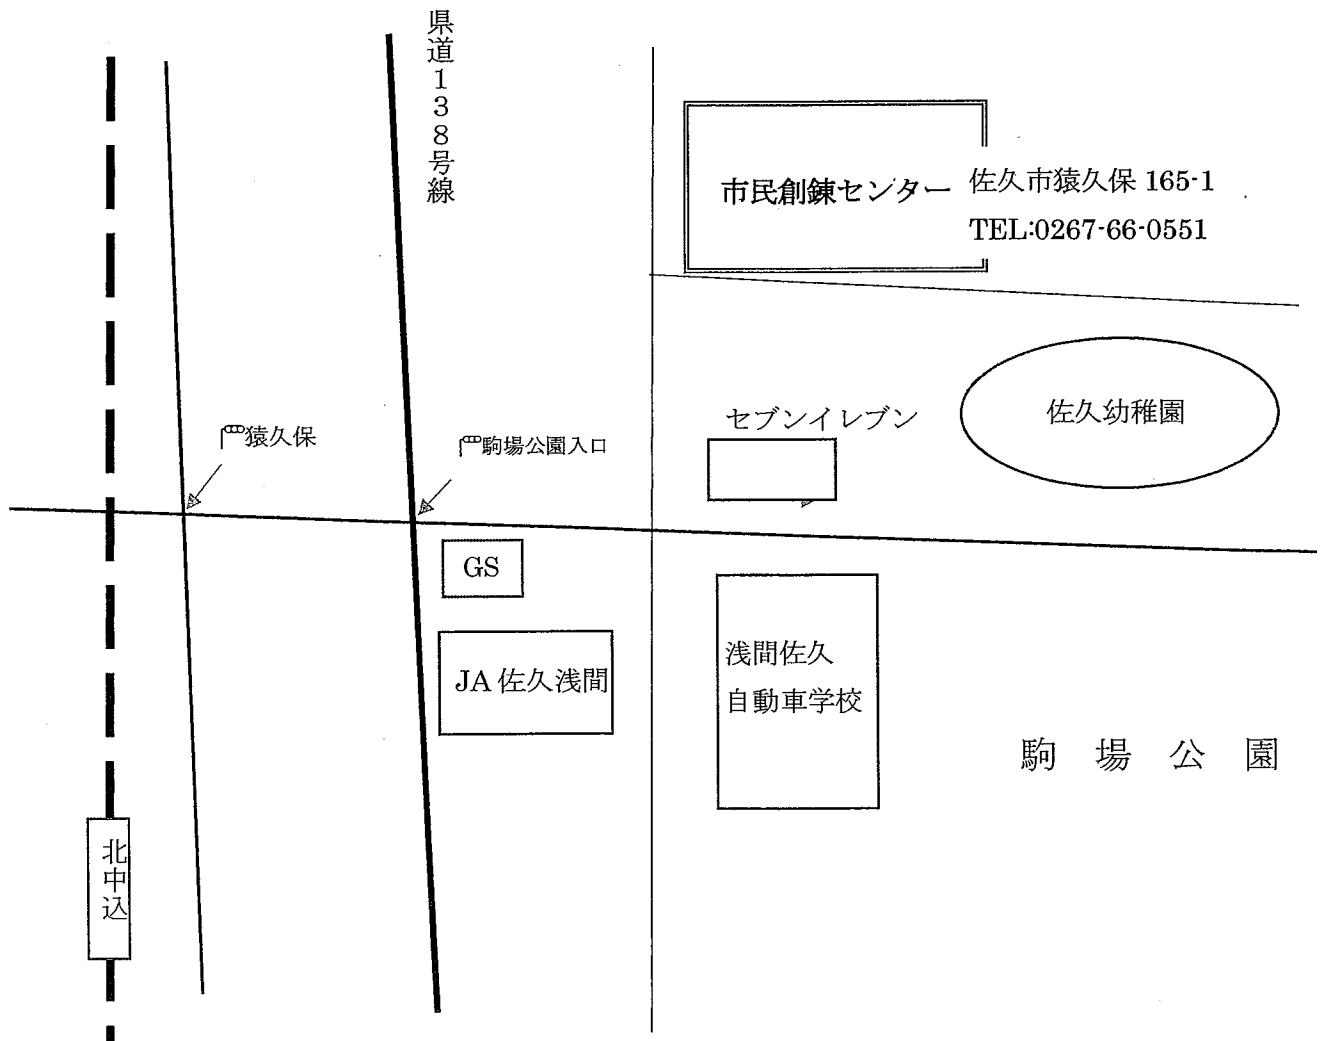 県道138号線
市民創錬センター
佐久市猿久保 165-1
TEL:0267-66-0551
セブンイレブン
佐久幼稚園
猿久保
駒場公園入口
GS
JA 佐久浅間
浅間佐久
自動車学校
駒場公園
北中込